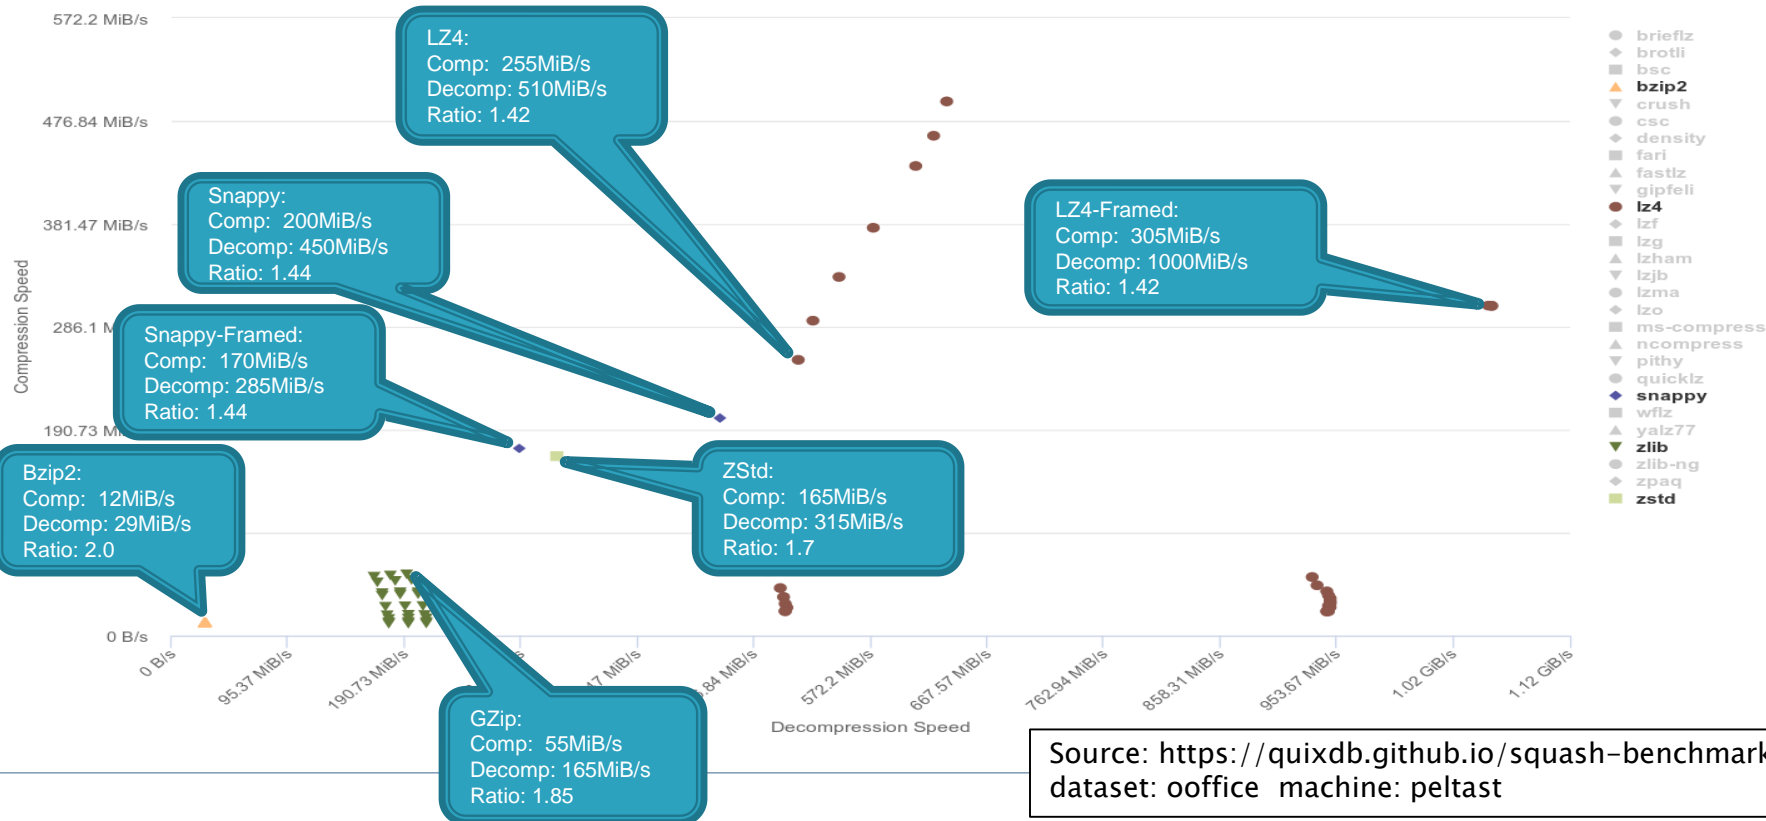 572.2 MiB/s
476.84 MiB/s
381.47 MiB/s
286.1
190.73
0 B/s
Compression Speed
LZ4:
Comp:  255MiB/s
Decomp: 510MiB/s
Ratio: 1.42
Snappy:
Comp:  200MiB/s
Decomp: 450MiB/s
Ratio: 1.44
LZ4-Framed:
Comp:  305MiB/s
Decomp: 1000MiB/s
Ratio: 1.42
Snappy-Framed:
Comp:  170MiB/s
Decomp: 285MiB/s
Ratio: 1.44
Bzip2:
Comp:  12MiB/s
Decomp: 29MiB/s
Ratio: 2.0
ZStd:
Comp:  165MiB/s
Decomp: 315MiB/s
Ratio: 1.7
GZip:
Comp:  55MiB/s
Decomp: 165MiB/s
Ratio: 1.85
0 B/s
95.37 MiB/s
190.73 MiB/s
572.2 MiB/s
667.57 MiB/s
762.94 MiB/s
858.31 MiB/s
953.67 MiB/s
1.02 GiB/s
1.12 GiB/s
Decompression Speed
brieflz
brotli
bsc
bzip2
crush
csc
density
fari
fastlz
gipfeli
lz4
lzf
lzg
lzham
lzjb
lzma
lzo
ms-compress
ncompress
pithy
quicklz
snappy
wflz
yalz77
zlib
zlib-ng
zpaq
zstd
Source: https://quixdb.github.io/squash-benchmark
dataset: ooffice  machine: peltast